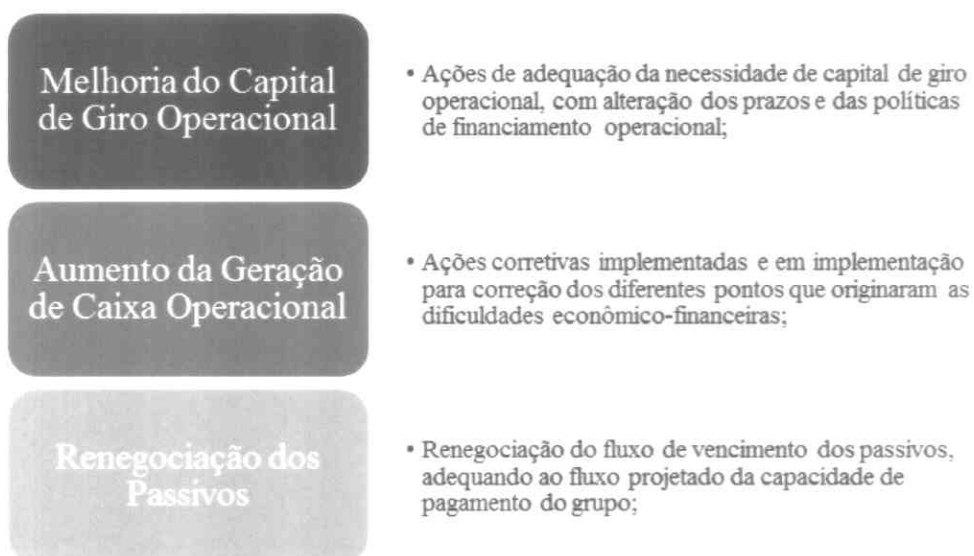 Melhoria do Capital
de Giro Operacional
• Ações de adequação da necessidade de capital de giro
operacional, com alteração dos prazos e das políticas
de financiamento operacional;
Aumento da Geração
de Caixa Operacional
• Ações corretivas implementadas e em implementação
para correção dos diferentes pontos que originaram as
dificuldades econômico-financeiras;
Renegociação dos
Passivos
• Renegociação do fluxo de vencimento dos passivos,
adequando ao fluxo projetado da capacidade de
pagamento do grupo;